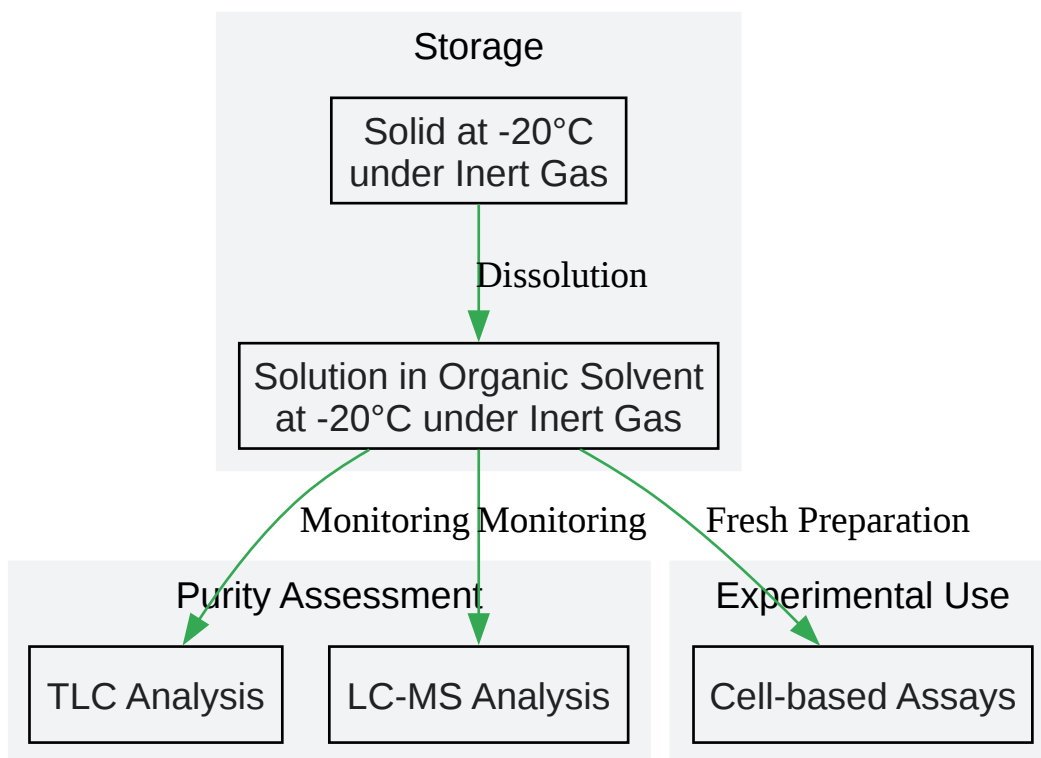 Storage
Solid at -20°C
under Inert Gas
Dissolution
Solution in Organic Solvent
at -20°C under Inert Gas
Monitoring
Monitoring
Fresh Preparation
Purity Assessment
Experimental Use
TLC Analysis
LC-MS Analysis
Cell-based Assays